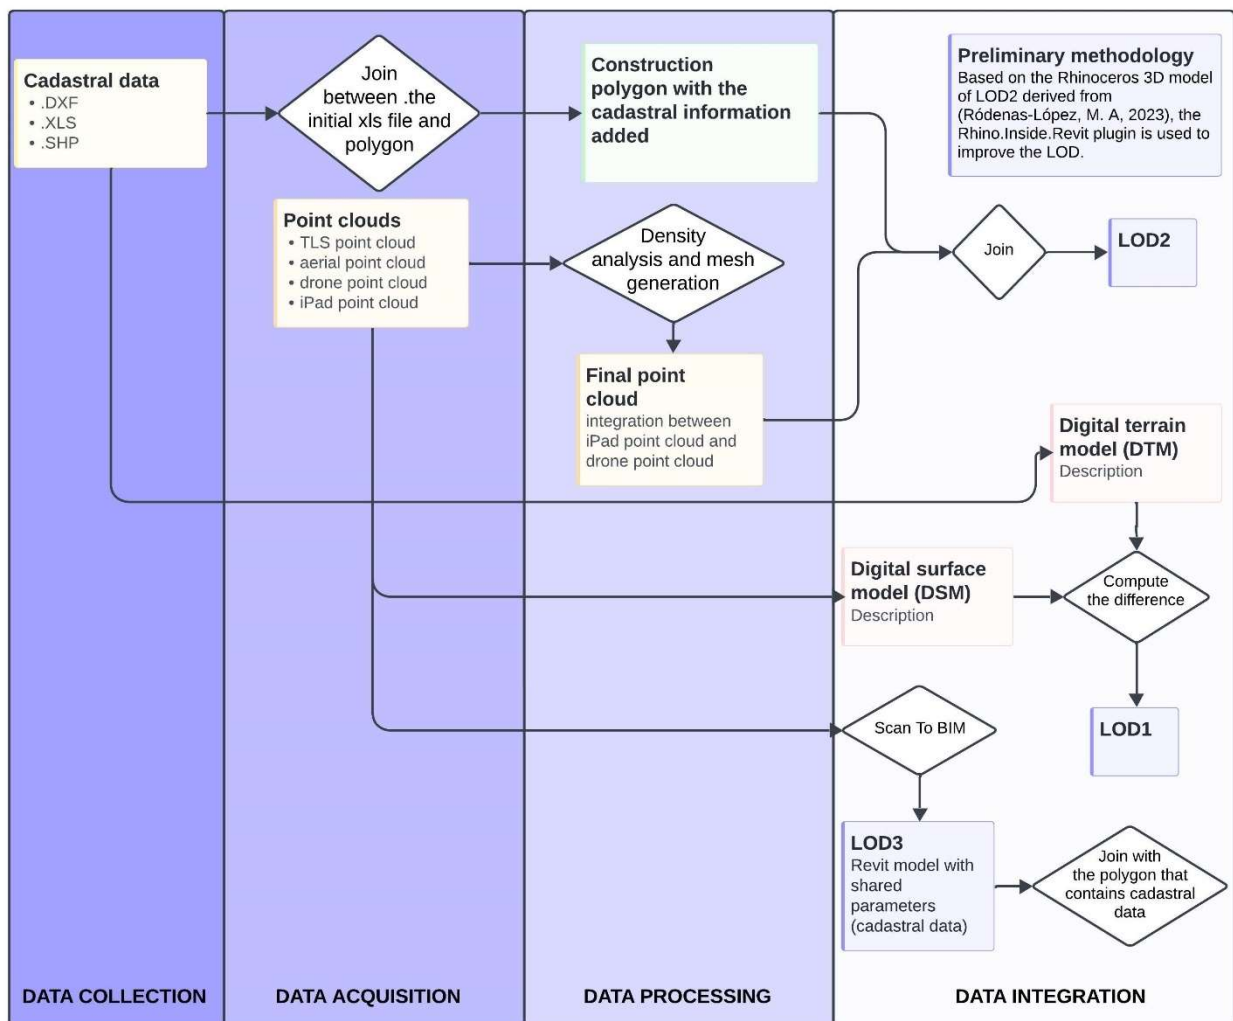 Cadastral data
• .DXF
• .XLS
• .SHP
Join
between .the
initial xls file and
polygon
Construction
polygon with the
cadastral information
added
Preliminary methodology
Based on the Rhinoceros 3D model
of LOD2 derived from
(Ródenas-López, M. A, 2023), the
Rhino.Inside.Revit plugin is used to
improve the LOD.
Point clouds
• TLS point cloud
• aerial point cloud
• drone point cloud
• iPad point cloud
Density
analysis and mesh
generation
Join
LOD2
Final point
cloud
integration between
iPad point cloud and
drone point cloud
Digital terrain
model (DTM)
Description
Digital surface
model (DSM)
Description
Compute
the difference
LOD1
Scan To BIM
LOD3
Revit model with
shared
parameters
(cadastral data)
Join with
the polygon that
contains cadastral
data
DATA COLLECTION
DATA ACQUISITION
DATA PROCESSING
DATA INTEGRATION